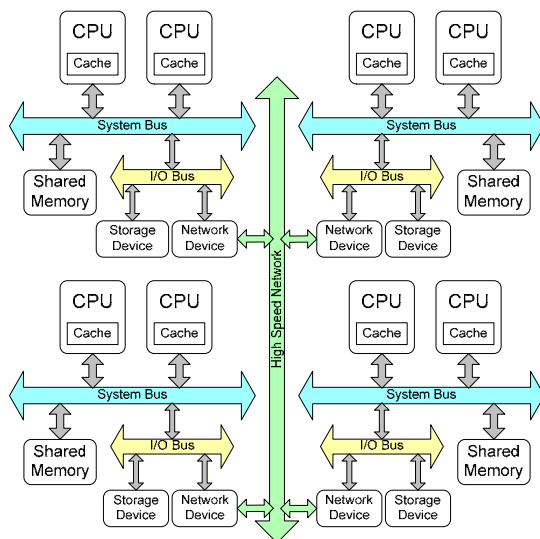 CPU
Cache
CPU
Cache
System Bus
Shared
Memory
I/O Bus
Storage
Device
Network
Device
CPU
Cache
CPU
Cache
System Bus
I/O Bus
Shared
Memory
Network
Device
Storage
Device
High Speed Network
CPU
Cache
CPU
Cache
System Bus
Shared
Memory
I/O Bus
Storage
Device
Network
Device
CPU
Cache
CPU
Cache
System Bus
I/O Bus
Shared
Memory
Network
Device
Storage
Device